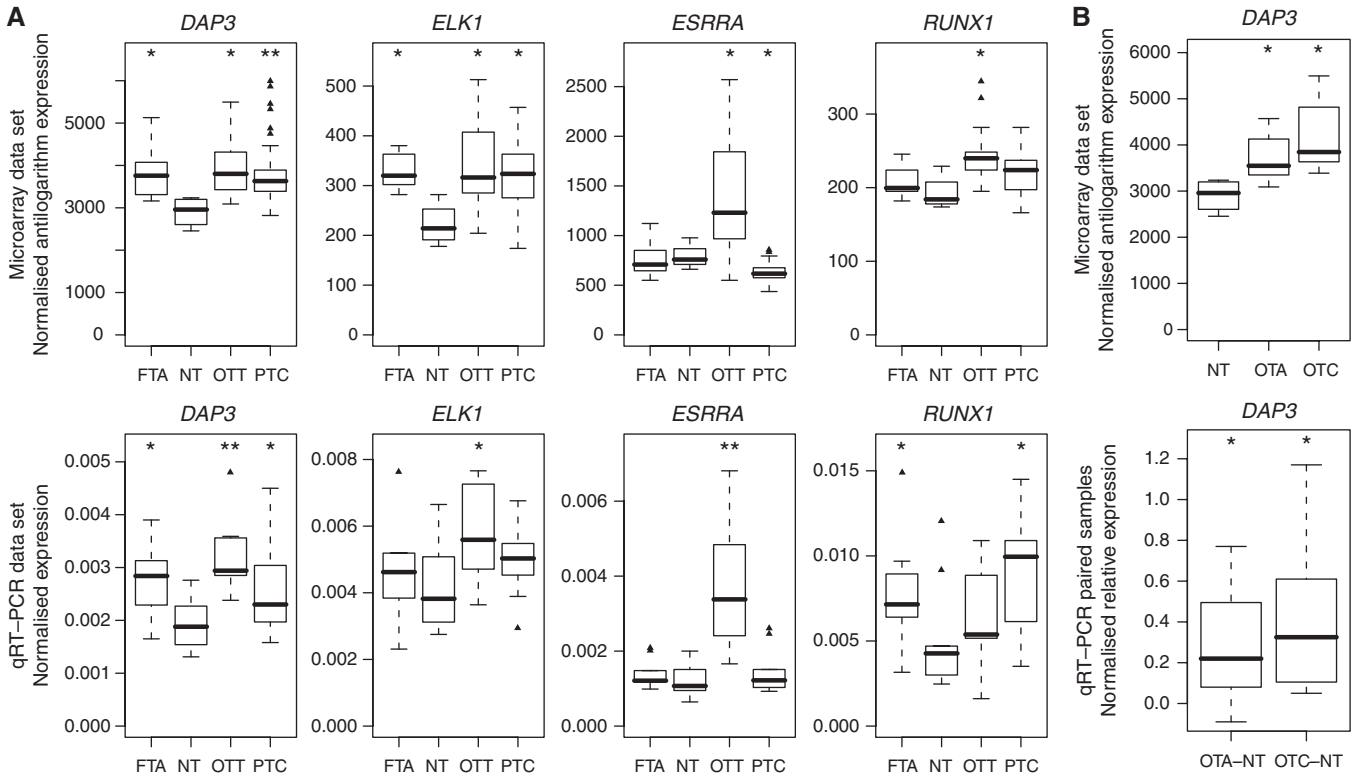 A
B
DAP3
ELK1
ESRRA
RUNX1
DAP3
Microarray data set
Normalised antilogarithm expression
5000
3000
1000
0
* * **
FTA NT OTT PTC
500
400
300
200
100
0
* * *
FTA NT OTT PTC
2500
2000
1500
1000
500
0
* *
FTA NT OTT PTC
300
200
100
0
*
FTA NT OTT PTC
Microarray data set
Normalised antilogarithm expression
6000
5000
4000
3000
2000
1000
0
* *
NT OTA OTC
DAP3
ELK1
ESRRA
RUNX1
DAP3
qRT–PCR data set
Normalised expression
0.005
0.004
0.003
0.002
0.001
0.000
* ** *
FTA NT OTT PTC
0.008
0.006
0.004
0.002
0.000
*
FTA NT OTT PTC
0.006
0.004
0.002
0.000
**
FTA NT OTT PTC
0.015
0.010
0.005
0.000
* *
FTA NT OTT PTC
qRT–PCR paired samples
Normalised relative expression
1.2
1.0
0.8
0.6
0.4
0.2
0.0
* *
OTA–NT OTC–NT